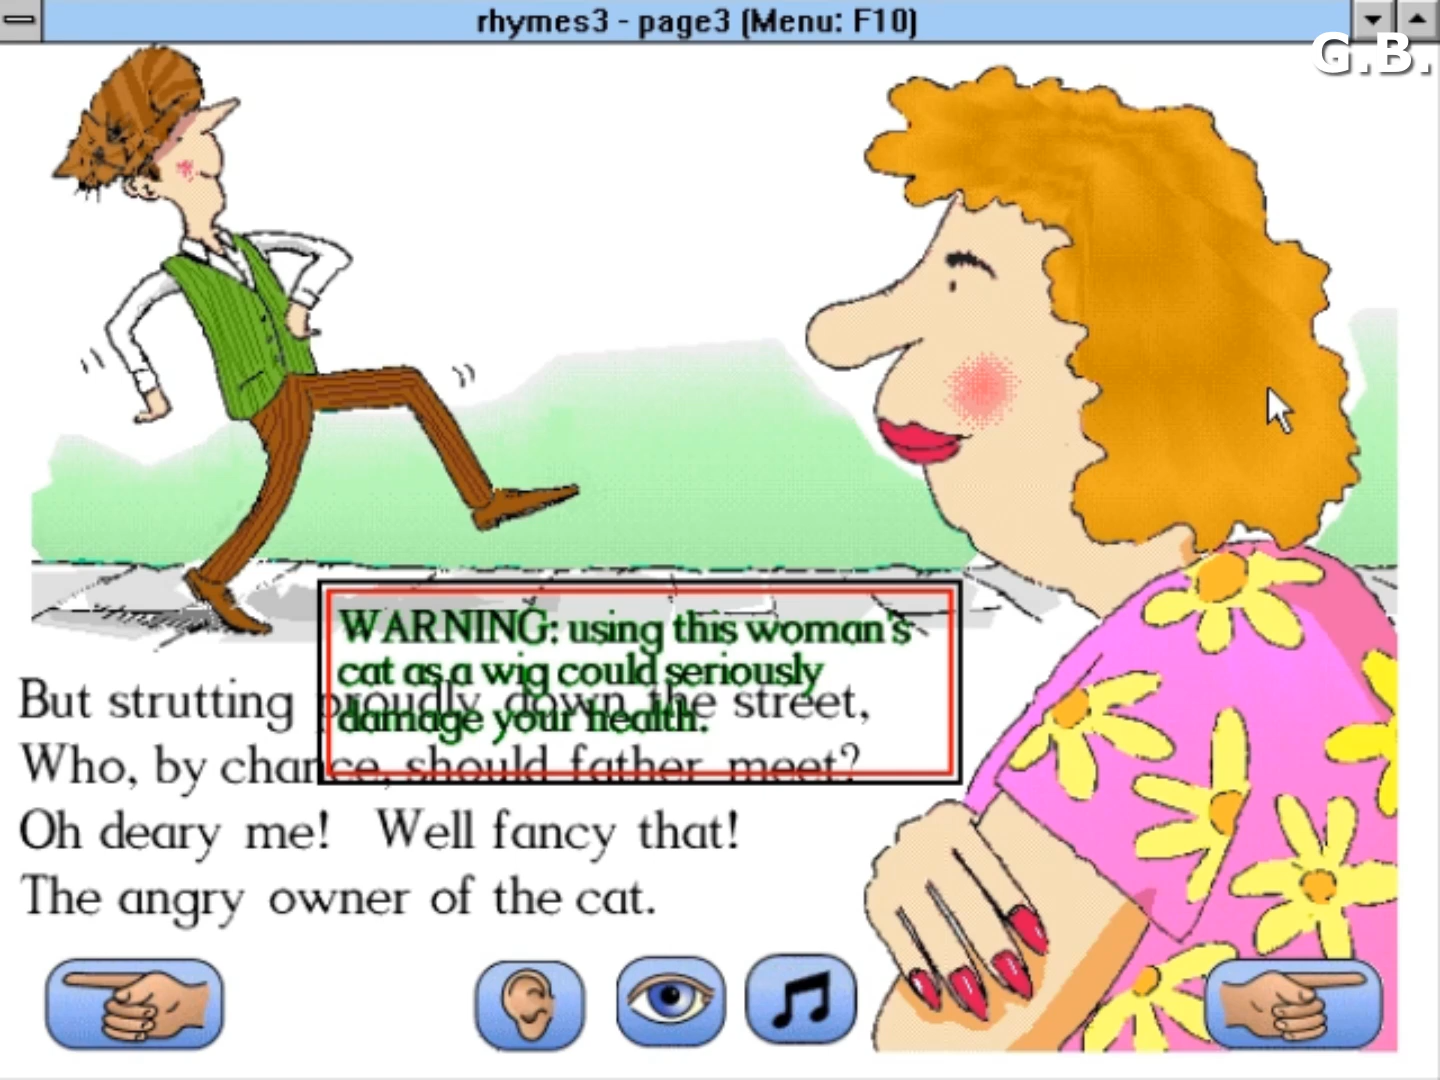 rhymes3 - page3 (Menu: F10)
G.B.
WARNING: using this woman's
cat as a wig could seriously
damage your health.
But strutting proudly down the street,
Who, by chance, should father meet?
Oh deary me! Well fancy that!
The angry owner of the cat.